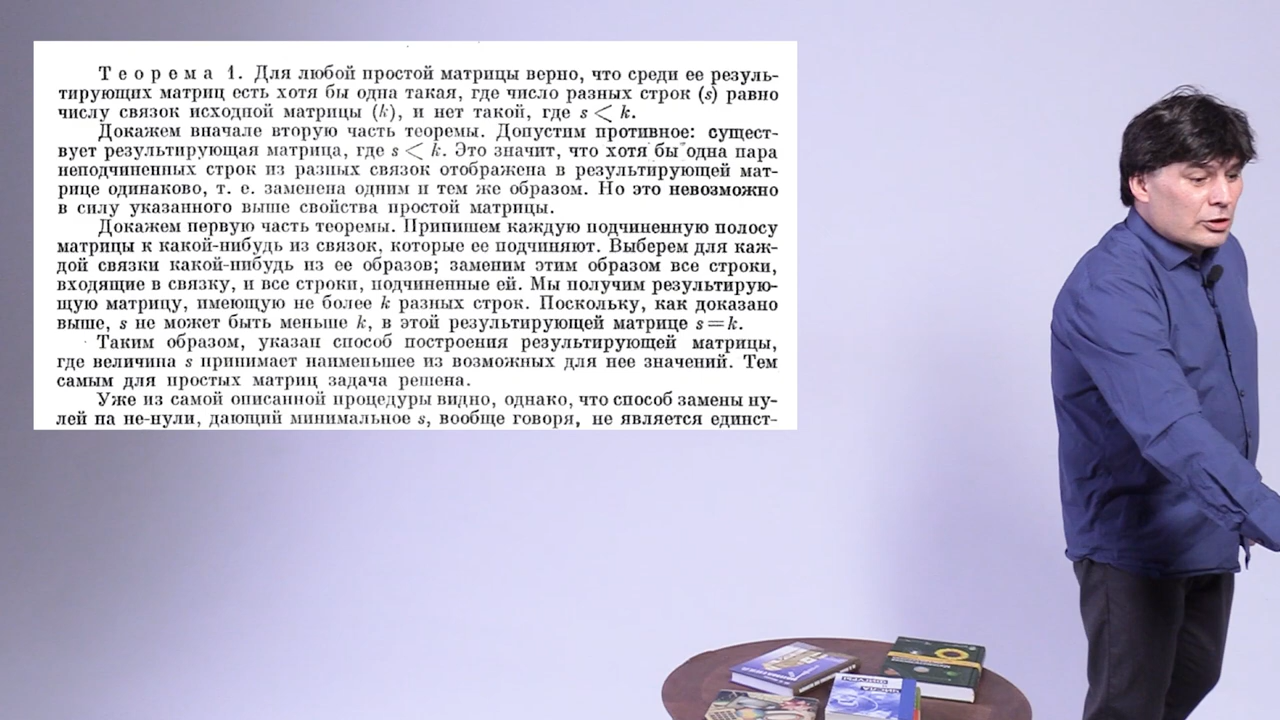 Теорема 1. Для любой простой матрицы верно, что среди ее резуль-
тирующих матриц есть хотя бы одна такая, где число разных строк (s) равно
числу связок исходной матрицы (k), и нет такой, где s < k.
Докажем вначале вторую часть теоремы. Допустим противное: сущест-
вует результирующая матрица, где s < k. Это значит, что хотя бы одна пара
неподчиненных строк из разных связок отображена в результирующей мат-
рице одинаково, т. е. заменена одним и тем же образом. Но это невозможно
в силу указанного выше свойства простой матрицы.
Докажем первую часть теоремы. Припишем каждую подчиненную полосу
матрицы к какой-нибудь из связок, которые ее подчиняют. Выберем для каж-
дой связки какой-нибудь из ее образов; заменим этим образом все строки,
входящие в связку, и все строки, подчиненные ей. Мы получим результирую-
щую матрицу, имеющую не более k разных строк. Поскольку, как доказано
выше, s не может быть меньше k, в этой результирующей матрице s=k.
Таким образом, указан способ построения результирующей матрицы,
где величина s принимает наименьшее из возможных для нее значений. Тем
самым для простых матриц задача решена.
Уже из самой описанной процедуры видно, однако, что способ замены ну-
лей на не-нули, дающий минимальное s, вообще говоря, не является единст-